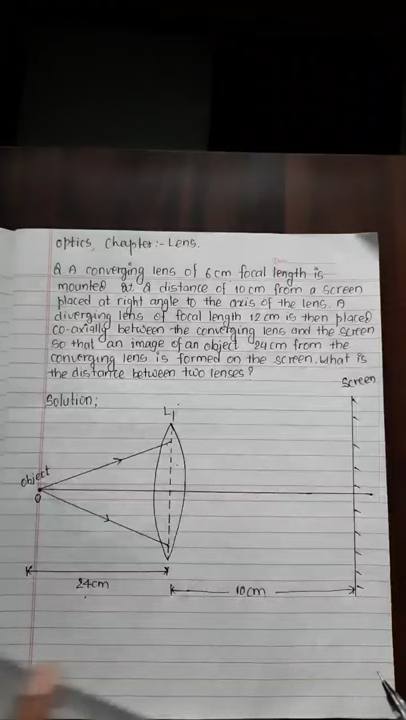 optics, Chapter:- Lens.
Q. A converging lens of 6cm focal length is
mounted at a distance of 10cm from a screen
placed at right angle to the axis of the lens. A
diverging lens of focal length 12cm is then placed
co-axially between the converging lens and the screen
so that an image of an object 24cm from the
converging lens is formed on the screen. What is
the distance between two lenses?
Screen
Solution;
L1
object
O
24cm
10cm